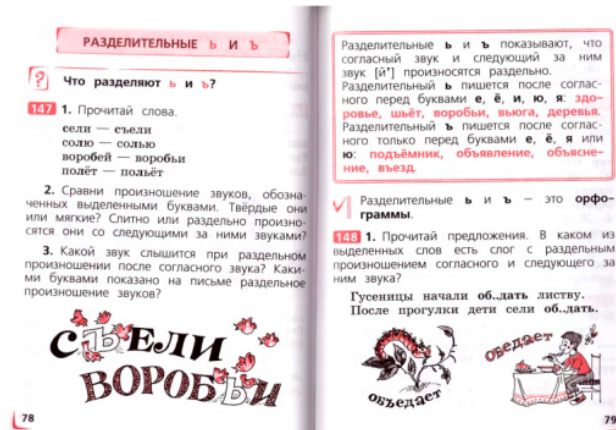 РАЗДЕЛИТЕЛЬНЫЕ Ь И Ъ
? Что разделяют ь и ъ?
147 1. Прочитай слова.
сели — съели
солю — солью
воробей — воробьи
полёт — польёт
2. Сравни произношение звуков, обозна-
ченных выделенными буквами. Твёрдые они
или мягкие? Слитно или раздельно произно-
сятся они со следующими за ними звуками?
3. Какой звук слышится при раздельном
произношении после согласного звука? Каки-
ми буквами показано на письме раздельное
произношение звуков?
СЪЕЛИ
ВОРОБЬИ
78
Разделительные ь и ъ показывают, что
согласный звук и следующий за ним
звук [й’] произносятся раздельно.
Разделительный ь пишется после соглас-
ного перед буквами е, ё, и, ю, я: здо-
ровье, шьёт, воробьи, вьюга, деревья.
Разделительный ъ пишется после соглас-
ного только перед буквами е, ё, я или
ю: подъёмник, объявление, объясне-
ние, въезд.
Разделительные ь и ъ — это орфо-
граммы.
148 1. Прочитай предложения. В каком из
выделенных слов есть слог с раздельным
произношением согласного и следующего за
ним звука?
Гусеницы начали об..дать листву.
После прогулки дети сели об..дать.
объедает
обедает
79